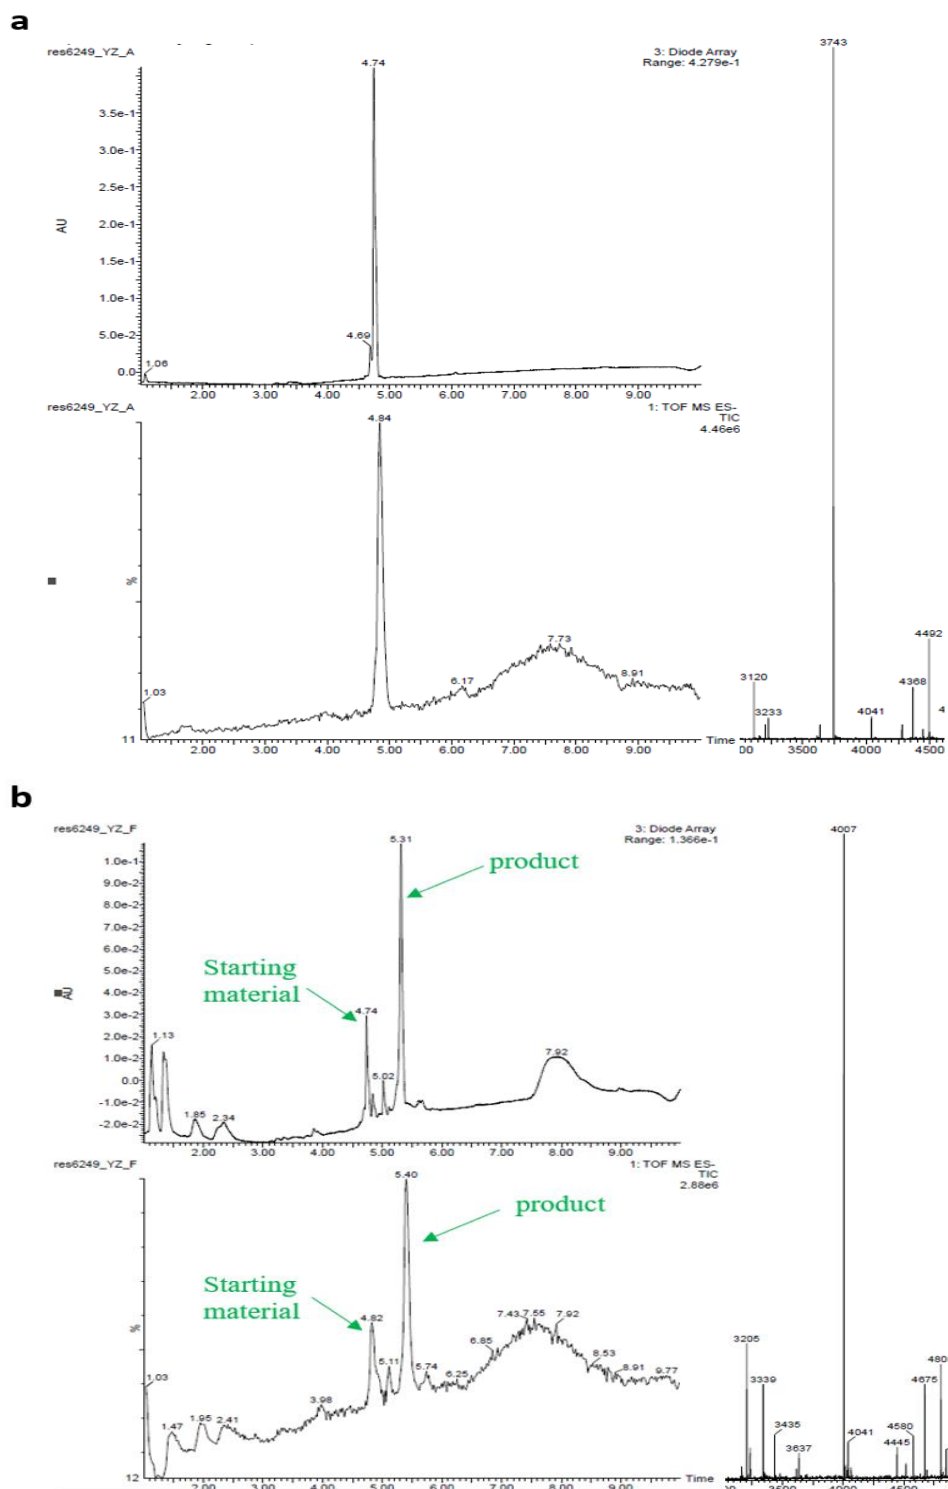 a
res6249_YZ_A
3: Diode Array
Range: 4.279e-1
3743
4.74
3.5e-1
3.0e-1
2.5e-1
2.0e-1
AU
1.5e-1
1.0e-1
5.0e-2
4.69
0.0
1.06
2.00 3.00 4.00 5.00 6.00 7.00 8.00 9.00
res6249_YZ_A
1: TOF MS ES-
TIC
4.46e6
4.84
%
7.73
6.17
8.91
1.03
11
2.00 3.00 4.00 5.00 6.00 7.00 8.00 9.00
Time
4492
3120
4368
3233
4041
4
00 3500 4000 4500
b
res6249_YZ_F
3: Diode Array
Range: 1.366e-1
4007
5.31
product
1.0e-1
9.0e-2
8.0e-2
7.0e-2
6.0e-2
5.0e-2
4.0e-2
3.0e-2
2.0e-2
1.0e-2
0.0
-1.0e-2
-2.0e-2
AU
Starting
material
4.74
1.13
5.02
7.92
1.85
2.34
2.00 3.00 4.00 5.00 6.00 7.00 8.00 9.00
res6249_YZ_F
1: TOF MS ES-
TIC
2.88e6
5.40
product
Starting
material
4.82
%
7.43 7.55 7.92
6.85
8.53
8.91
9.77
5.11
5.74
6.25
3.98
1.03
1.47
1.95
2.41
12
2.00 3.00 4.00 5.00 6.00 7.00 8.00 9.00
Time
3205
480
3339
4675
3435
4580
4041
3637
4445